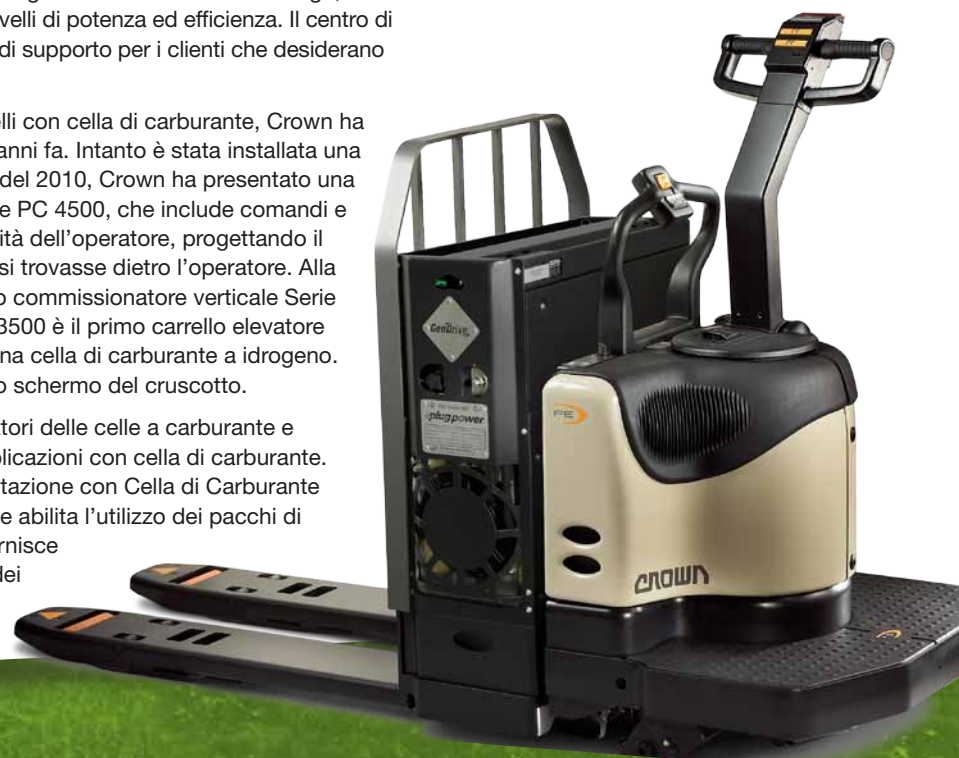 velli di potenza ed efficienza. Il centro di
di supporto per i clienti che desiderano
elli con cella di carburante, Crown ha
anni fa. Intanto è stata installata una
del 2010, Crown ha presentato una
e PC 4500, che include comandi e
ità dell'operatore, progettando il
si trovasse dietro l'operatore. Alla
o commissionatore verticale Serie
3500 è il primo carrello elevatore
na cella di carburante a idrogeno.
o schermo del cruscotto.
ttori delle celle a carburante e
plicazioni con cella di carburante.
tazione con Cella di Carburante
e abilita l'utilizzo dei pacchi di
rnisce
dei
GenDrive
plugpower
CROWN